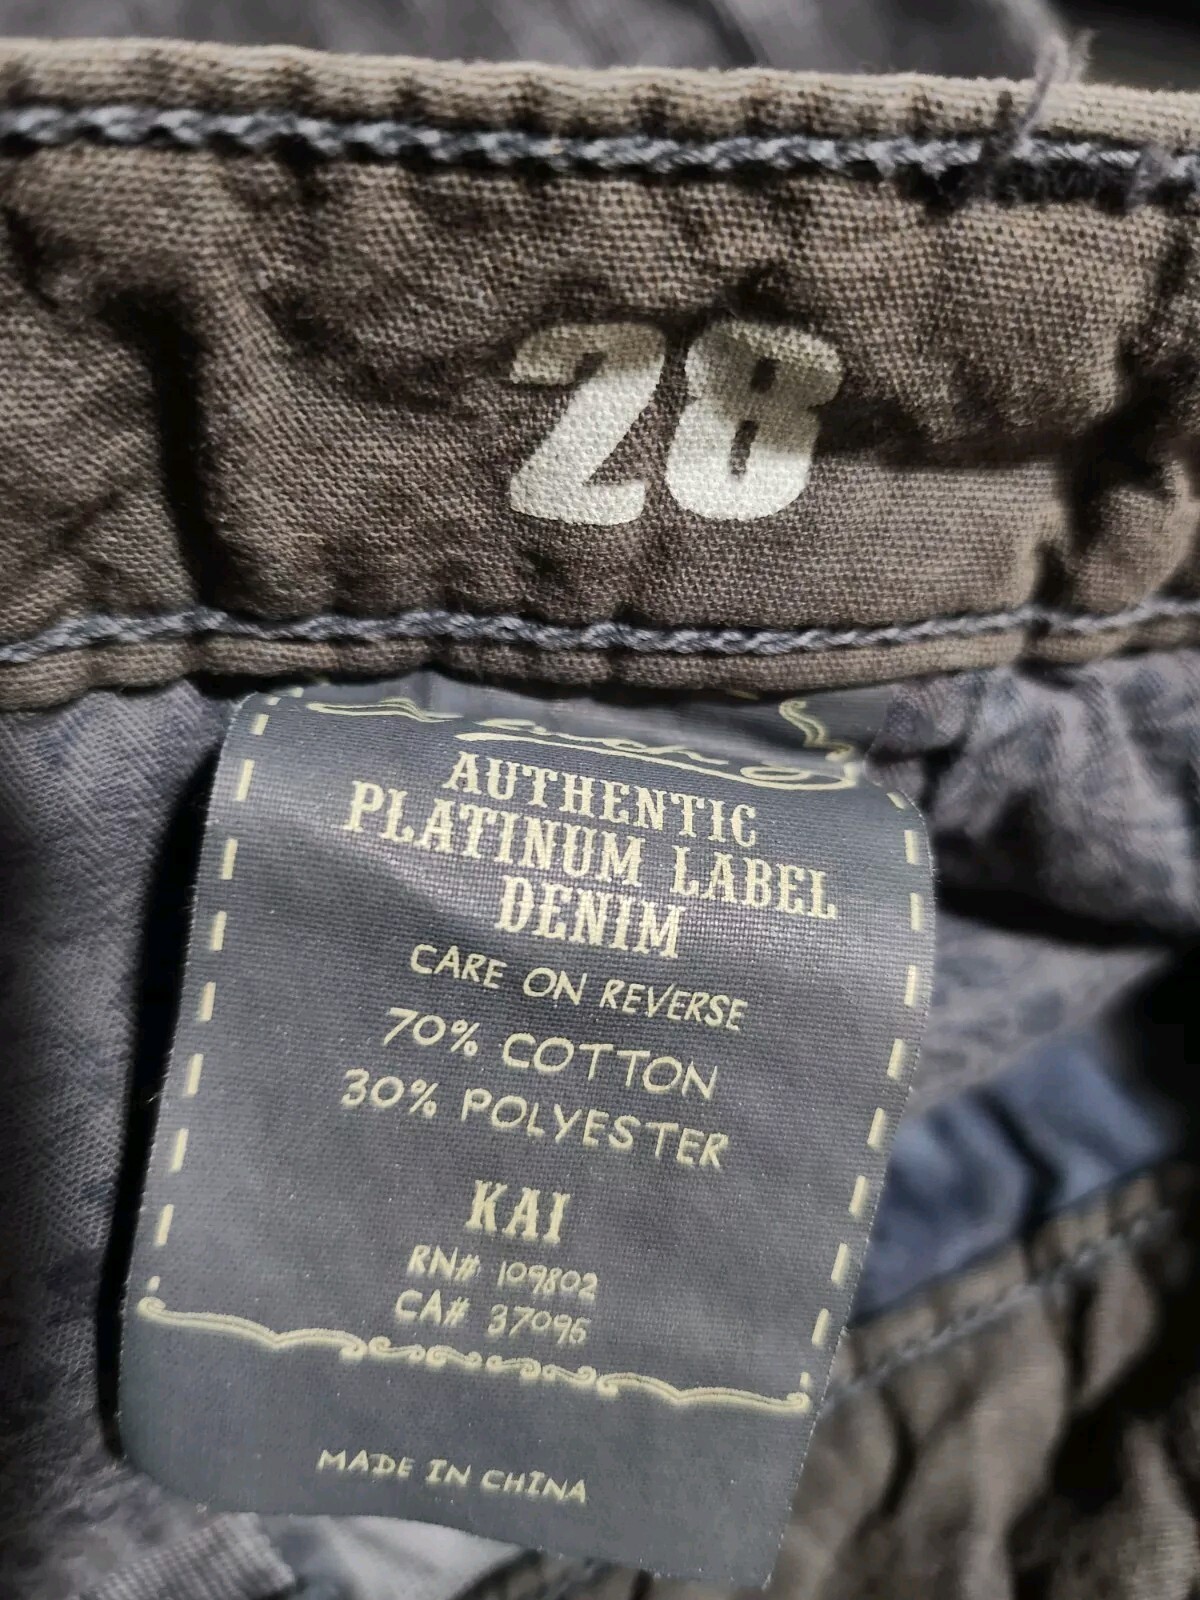 28
AUTHENTIC
PLATINUM LABEL
DENIM
CARE ON REVERSE
70% COTTON
30% POLYESTER
KAI
RN# 109802
CA# 37096
MADE IN CHINA